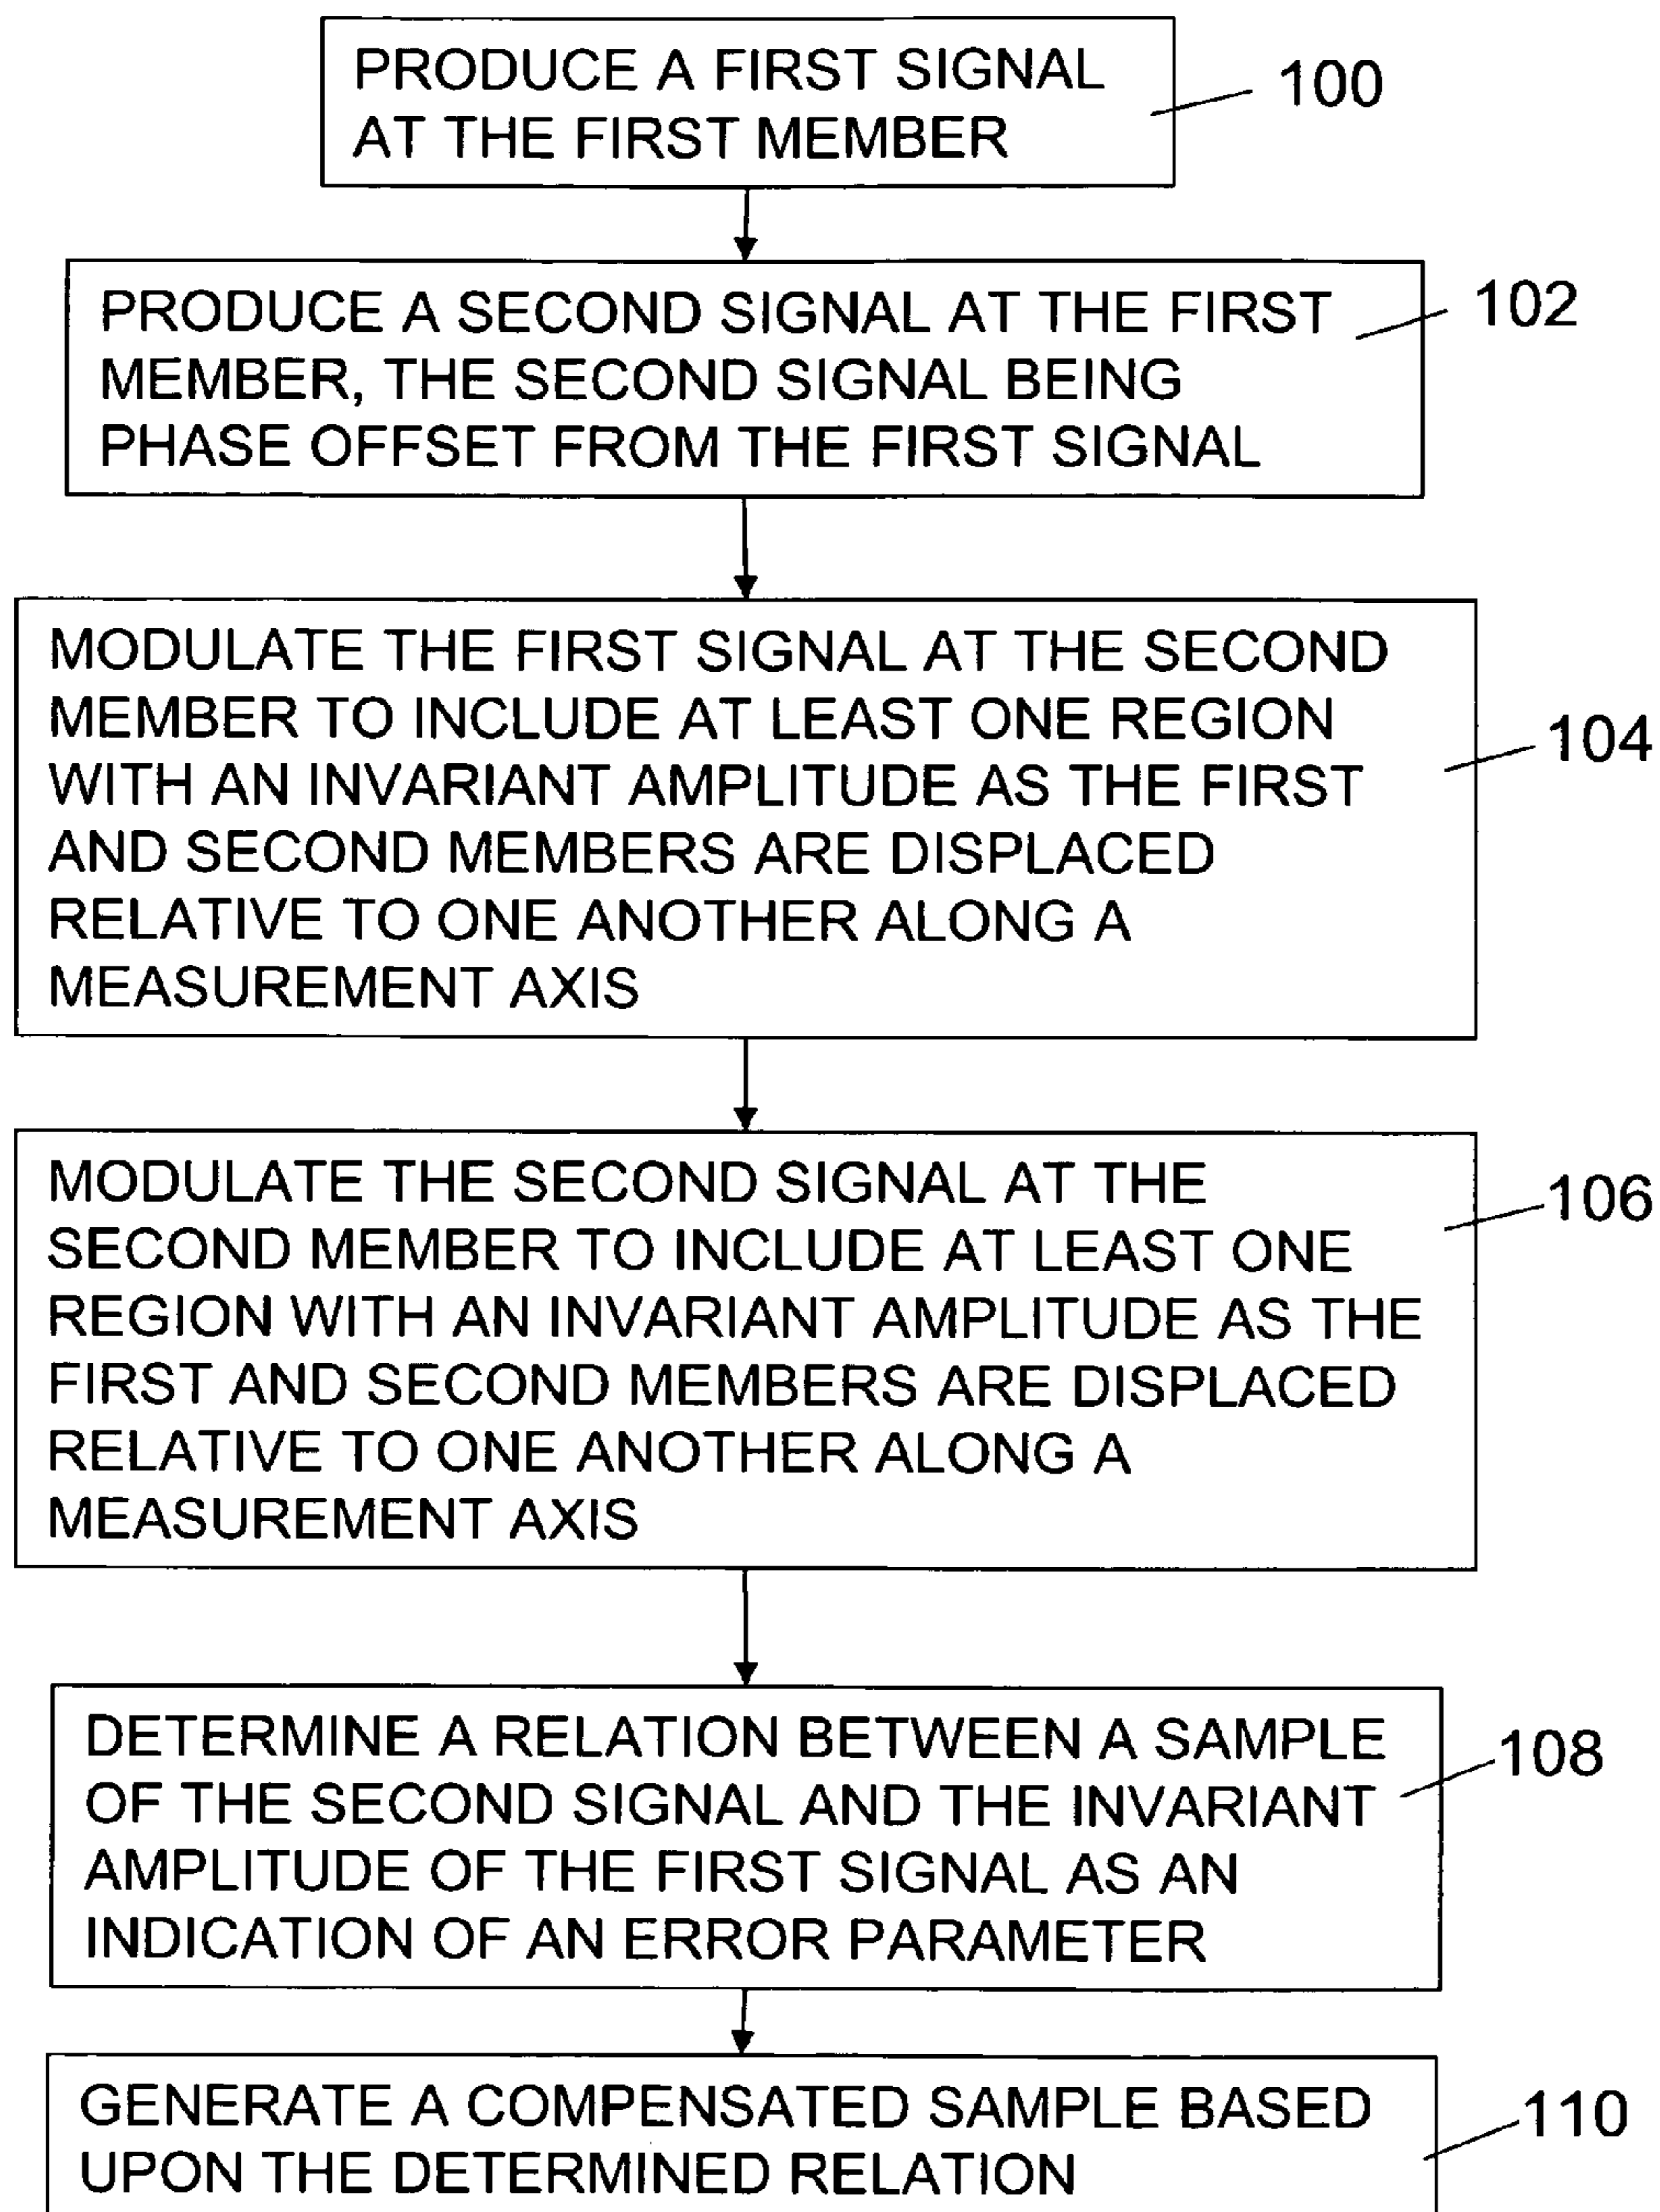 PRODUCE A FIRST SIGNAL
AT THE FIRST MEMBER
100
PRODUCE A SECOND SIGNAL AT THE FIRST
MEMBER, THE SECOND SIGNAL BEING
PHASE OFFSET FROM THE FIRST SIGNAL
102
MODULATE THE FIRST SIGNAL AT THE SECOND
MEMBER TO INCLUDE AT LEAST ONE REGION
WITH AN INVARIANT AMPLITUDE AS THE FIRST
AND SECOND MEMBERS ARE DISPLACED
RELATIVE TO ONE ANOTHER ALONG A
MEASUREMENT AXIS
104
MODULATE THE SECOND SIGNAL AT THE
SECOND MEMBER TO INCLUDE AT LEAST ONE
REGION WITH AN INVARIANT AMPLITUDE AS THE
FIRST AND SECOND MEMBERS ARE DISPLACED
RELATIVE TO ONE ANOTHER ALONG A
MEASUREMENT AXIS
106
DETERMINE A RELATION BETWEEN A SAMPLE
OF THE SECOND SIGNAL AND THE INVARIANT
AMPLITUDE OF THE FIRST SIGNAL AS AN
INDICATION OF AN ERROR PARAMETER
108
GENERATE A COMPENSATED SAMPLE BASED
UPON THE DETERMINED RELATION
110